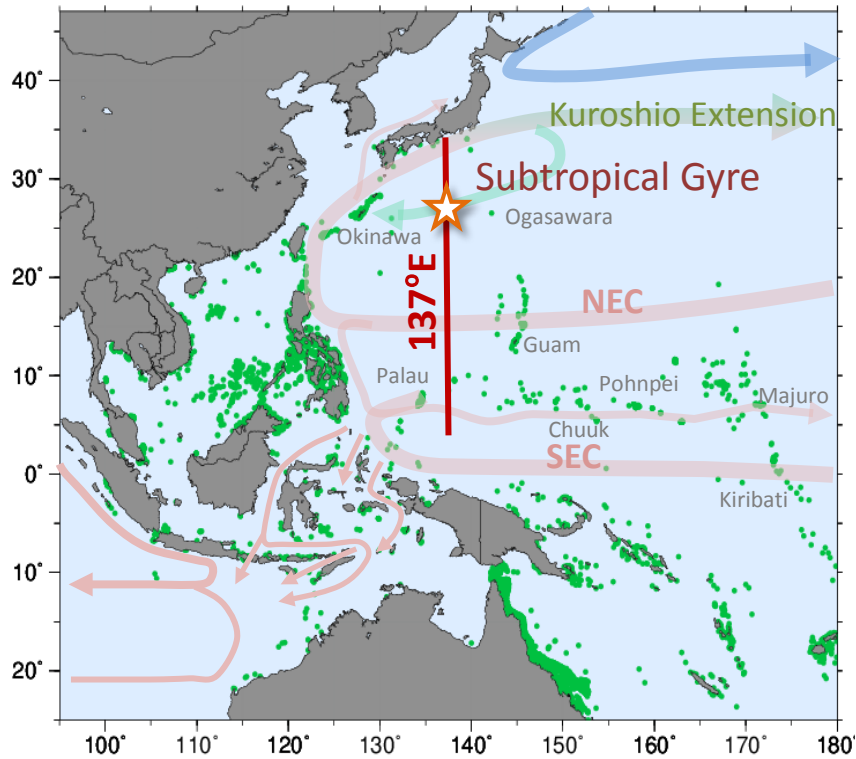 40°
Kuroshio Extension
30°
Subtropical Gyre
Ogasawara
Okinawa
20°
137°E
NEC
Guam
10°
Palau
Pohnpei
Majuro
Chuuk
0°
SEC
Kiribati
10°
20°
100° 110° 120° 130° 140° 150° 160° 170° 180°